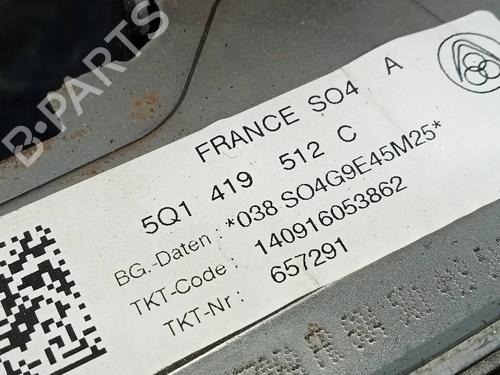 B-PARTS
FRANCE SO4 A
5Q1 419 512 C
BG.-Daten: *038 SO4G9E45M25*
TKT-Code: 140916053862
TKT-Nr: 657291